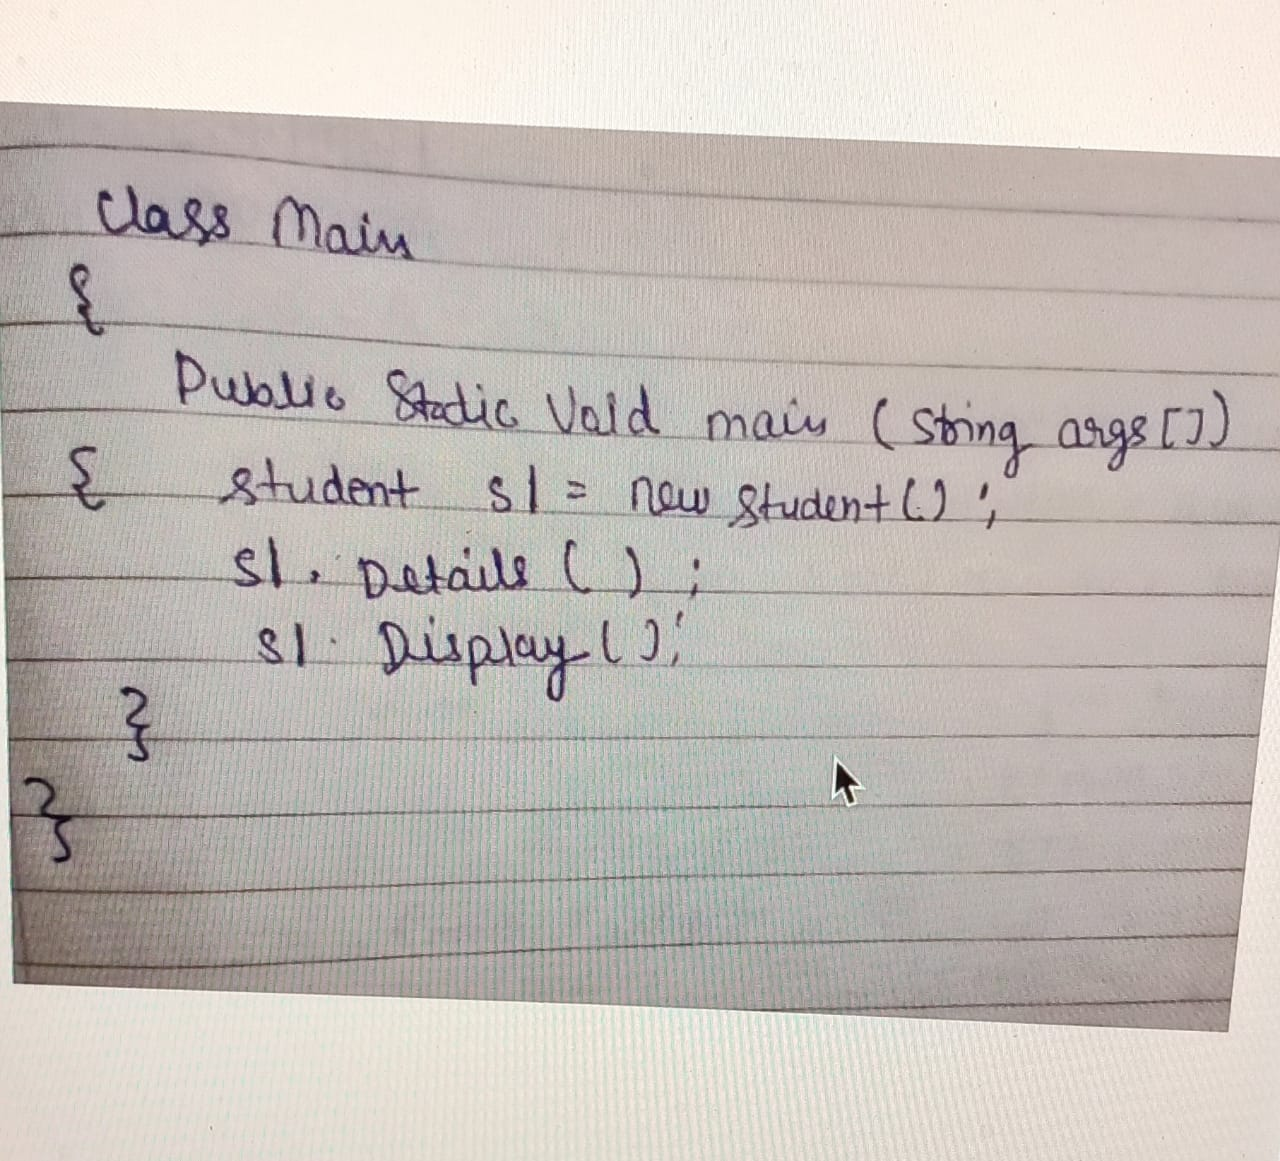 class Main
{
Public Static Void main (String args [])
{ student s1 = new student();
s1. Details ( ) ;
s1. Display ();
}
}